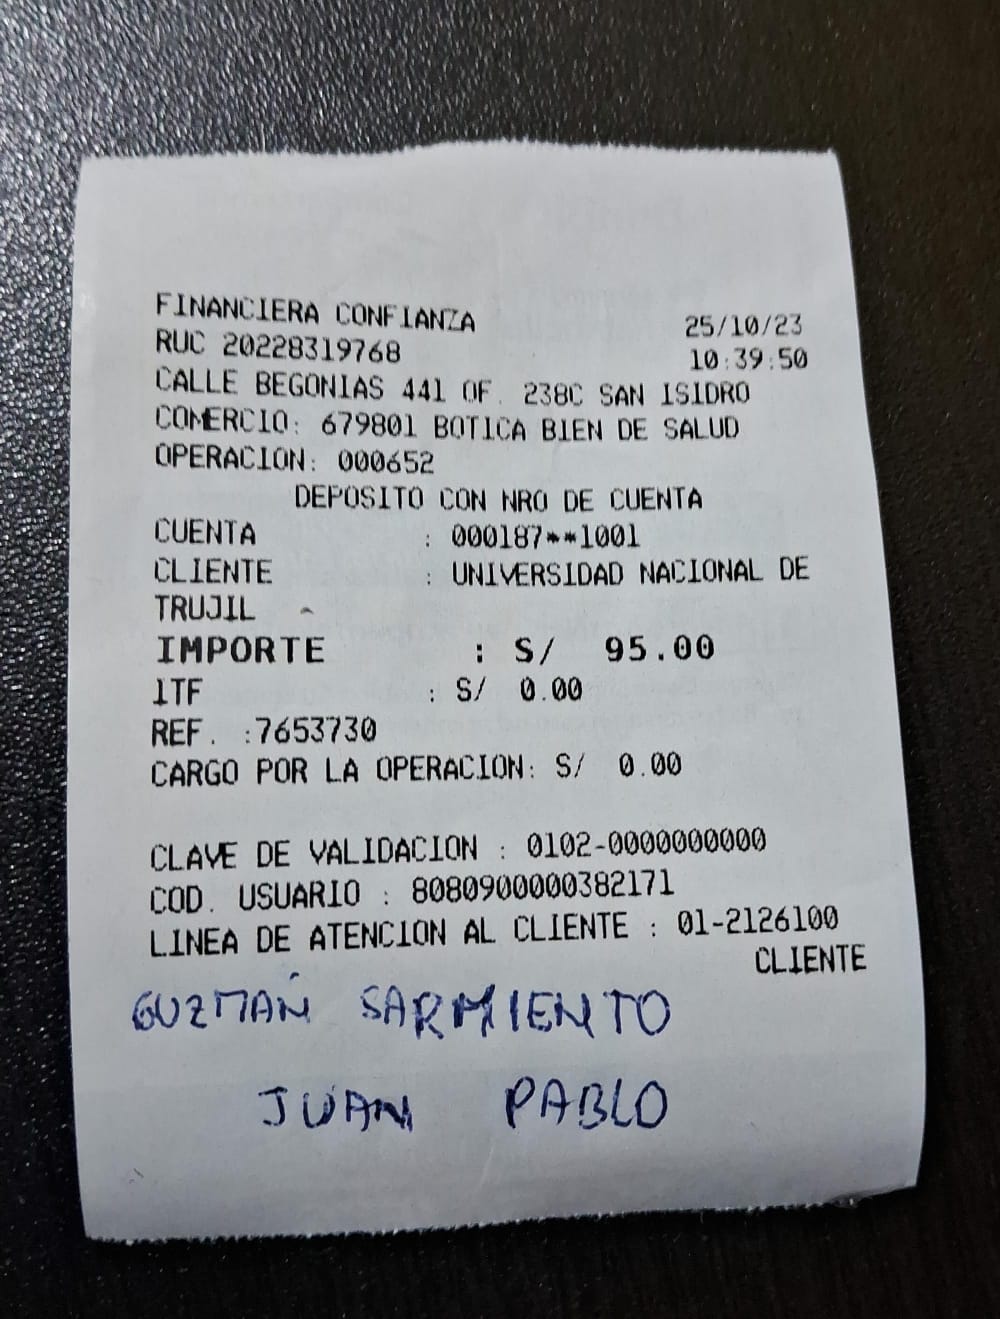 FINANCIERA CONFIANZA 25/10/23
RUC 20228319768 10:39:50
CALLE BEGONIAS 441 OF. 238C SAN ISIDRO
COMERCIO: 679801 BOTICA BIEN DE SALUD
OPERACION: 000652
DEPOSITO CON NRO DE CUENTA
CUENTA : 000187**1001
CLIENTE : UNIVERSIDAD NACIONAL DE
TRUJIL
IMPORTE : S/ 95.00
ITF : S/ 0.00
REF. :7653730
CARGO POR LA OPERACION: S/ 0.00
CLAVE DE VALIDACION : 0102-0000000000
COD. USUARIO : 8080900000382171
LINEA DE ATENCION AL CLIENTE : 01-2126100
CLIENTE
GUZMÁN SARMIENTO
JUAN PABLO